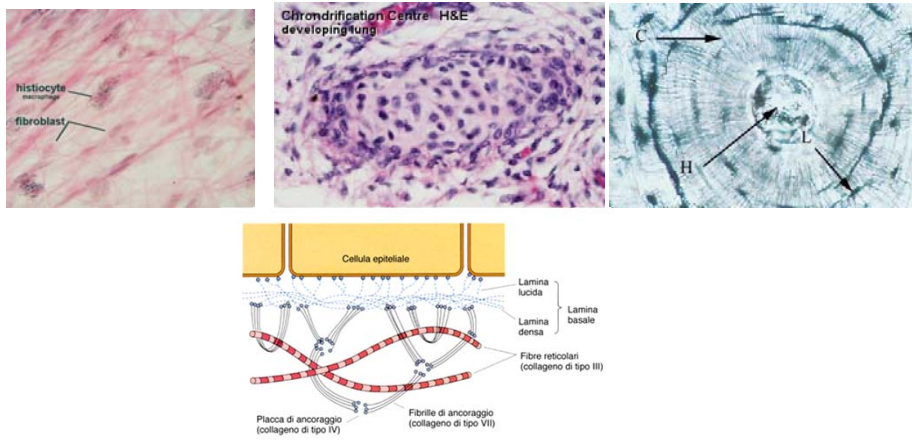 histiocyte
macrophage
fibroblast
Chrondrification Centre H&E
developing lung
C
L
H
Cellula epiteliale
Lamina
lucida
Lamina
densa
Lamina
basale
Fibre reticolari
(collageno di tipo III)
Placca di ancoraggio
(collageno di tipo IV)
Fibrille di ancoraggio
(collageno di tipo VII)